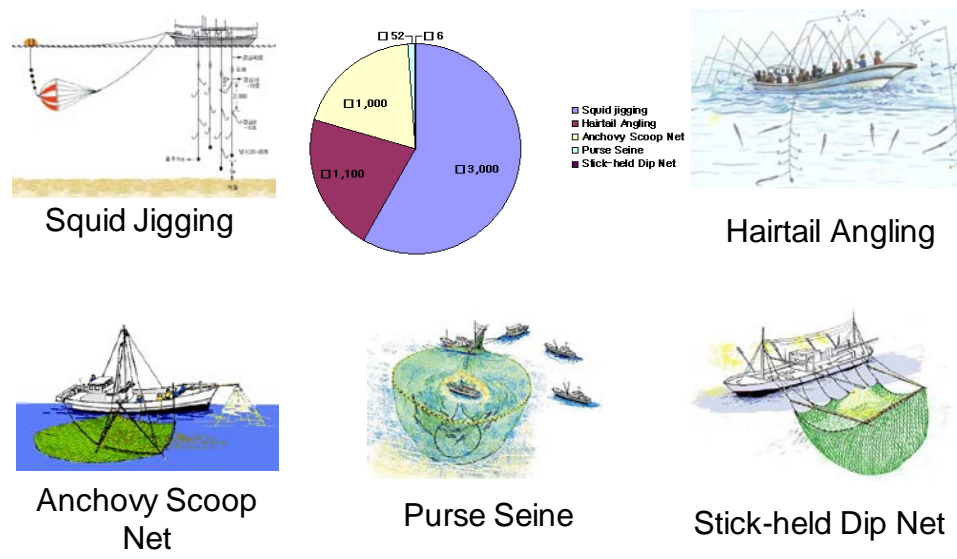 Squid Jigging
□ 52
□ 6
□ 1,000
□ 1,100
□ 3,000
Squid jigging
Hairtail Angling
Anchovy Scoop Net
Purse Seine
Stick-held Dip Net
Hairtail Angling
Anchovy Scoop
Net
Purse Seine
Stick-held Dip Net